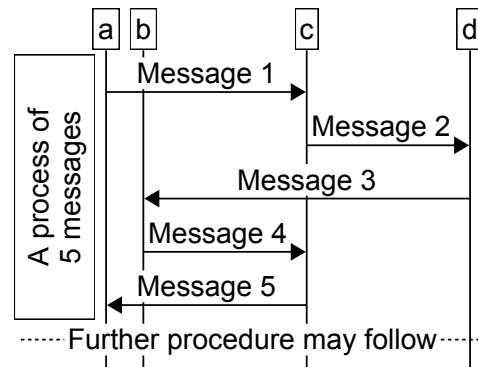 a
b
c
d
Message 1
Message 2
Message 3
Message 4
Message 5
A process of
5 messages
Further procedure may follow